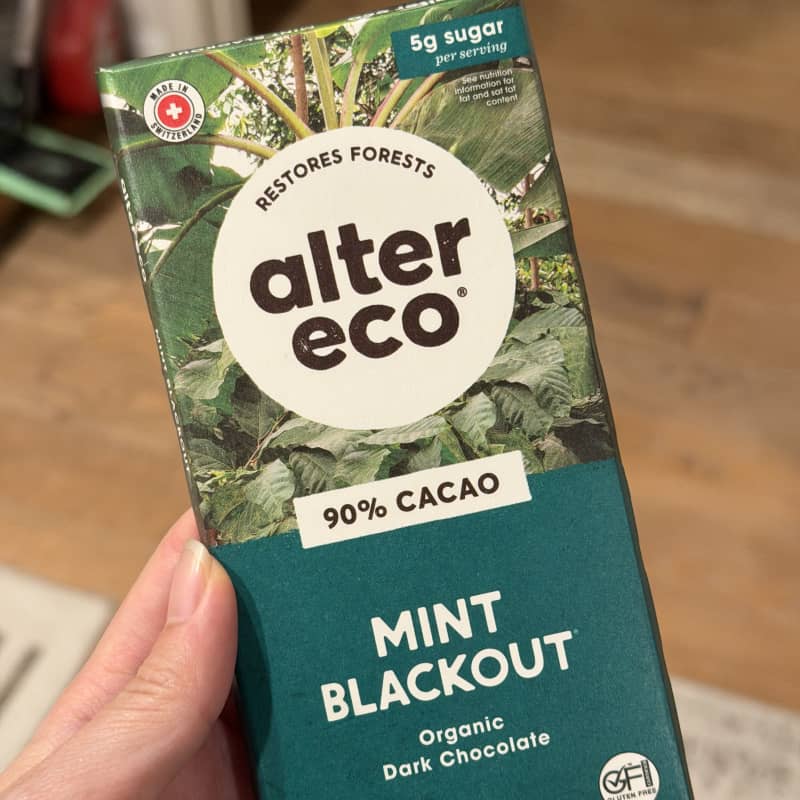 5g sugar
per serving
See nutrition
information for
fat and sat fat
content
MADE IN
SWITZERLAND
RESTORES FORESTS
alter
eco®
90% CACAO
MINT
BLACKOUT
Organic
Dark Chocolate
GF
GLUTEN FREE